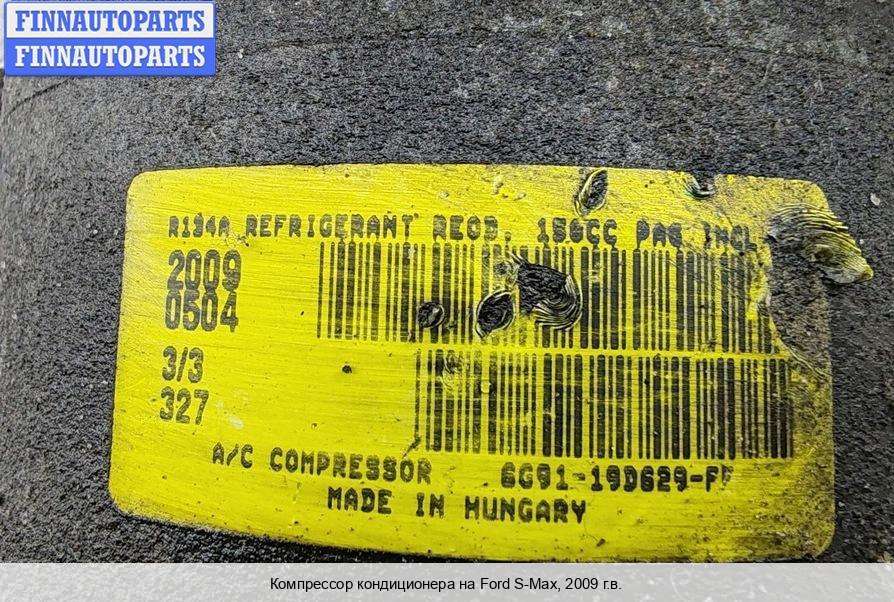 FINNAUTOPARTS
FINNAUTOPARTS
R134A REFRIGERANT REQD. 150CC PAG INCL
2009
0504
3/3
327
A/C COMPRESSOR 6G91-19D629-FF
MADE IN HUNGARY
Компрессор кондиционера на Ford S-Max, 2009 г.в.